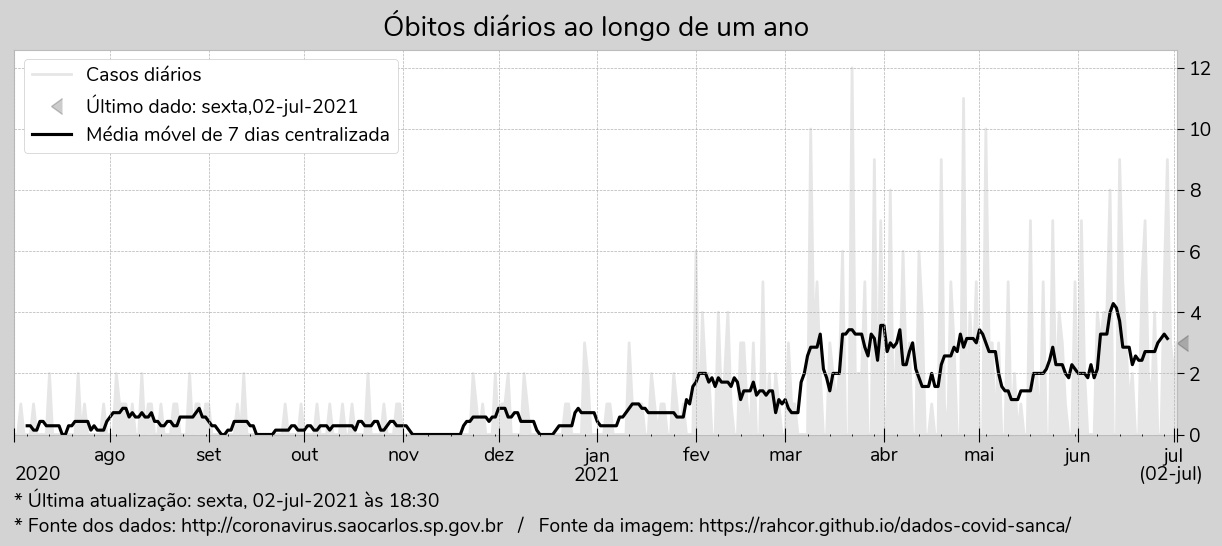 Óbitos diários ao longo de um ano
Casos diários
Último dado: sexta,02-jul-2021
Média móvel de 7 dias centralizada
12
10
8
6
4
2
0
ago set out nov dez jan fev mar abr mai jun jul
2020 2021 (02-jul)
* Última atualização: sexta, 02-jul-2021 às 18:30
* Fonte dos dados: http://coronavirus.saocarlos.sp.gov.br / Fonte da imagem: https://rahcor.github.io/dados-covid-sanca/